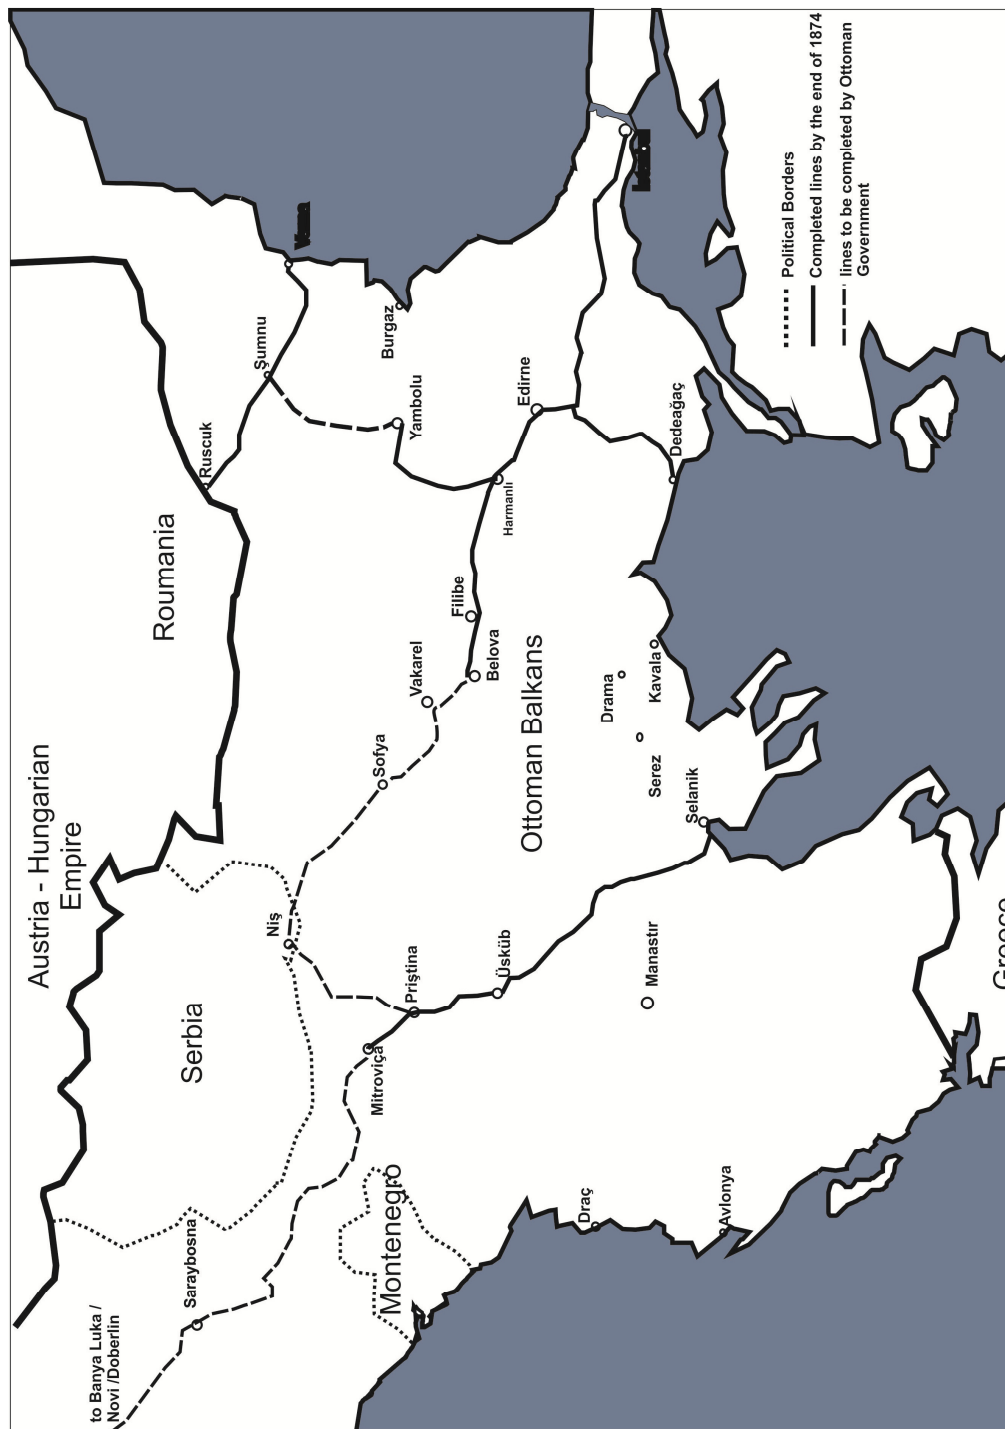 Austria - Hungarian
Empire
to Banya Luka /
Novi /Doberlin
Roumania
Serbia
Saraybosna
Ruscuk
Şumnu
Niş
Mitroviça
Sofya
Burgaz
Montenegro
Priştina
Vakarel
Yambolu
Filibe
Belova
Üsküb
Harmanlı
Edirne
Ottoman Balkans
Draç
Drama
Manastır
Serez
Kavala
Dedeağaç
Selanik
Avlonya
Political Borders
Completed lines by the end of 1874
lines to be completed by Ottoman
Government